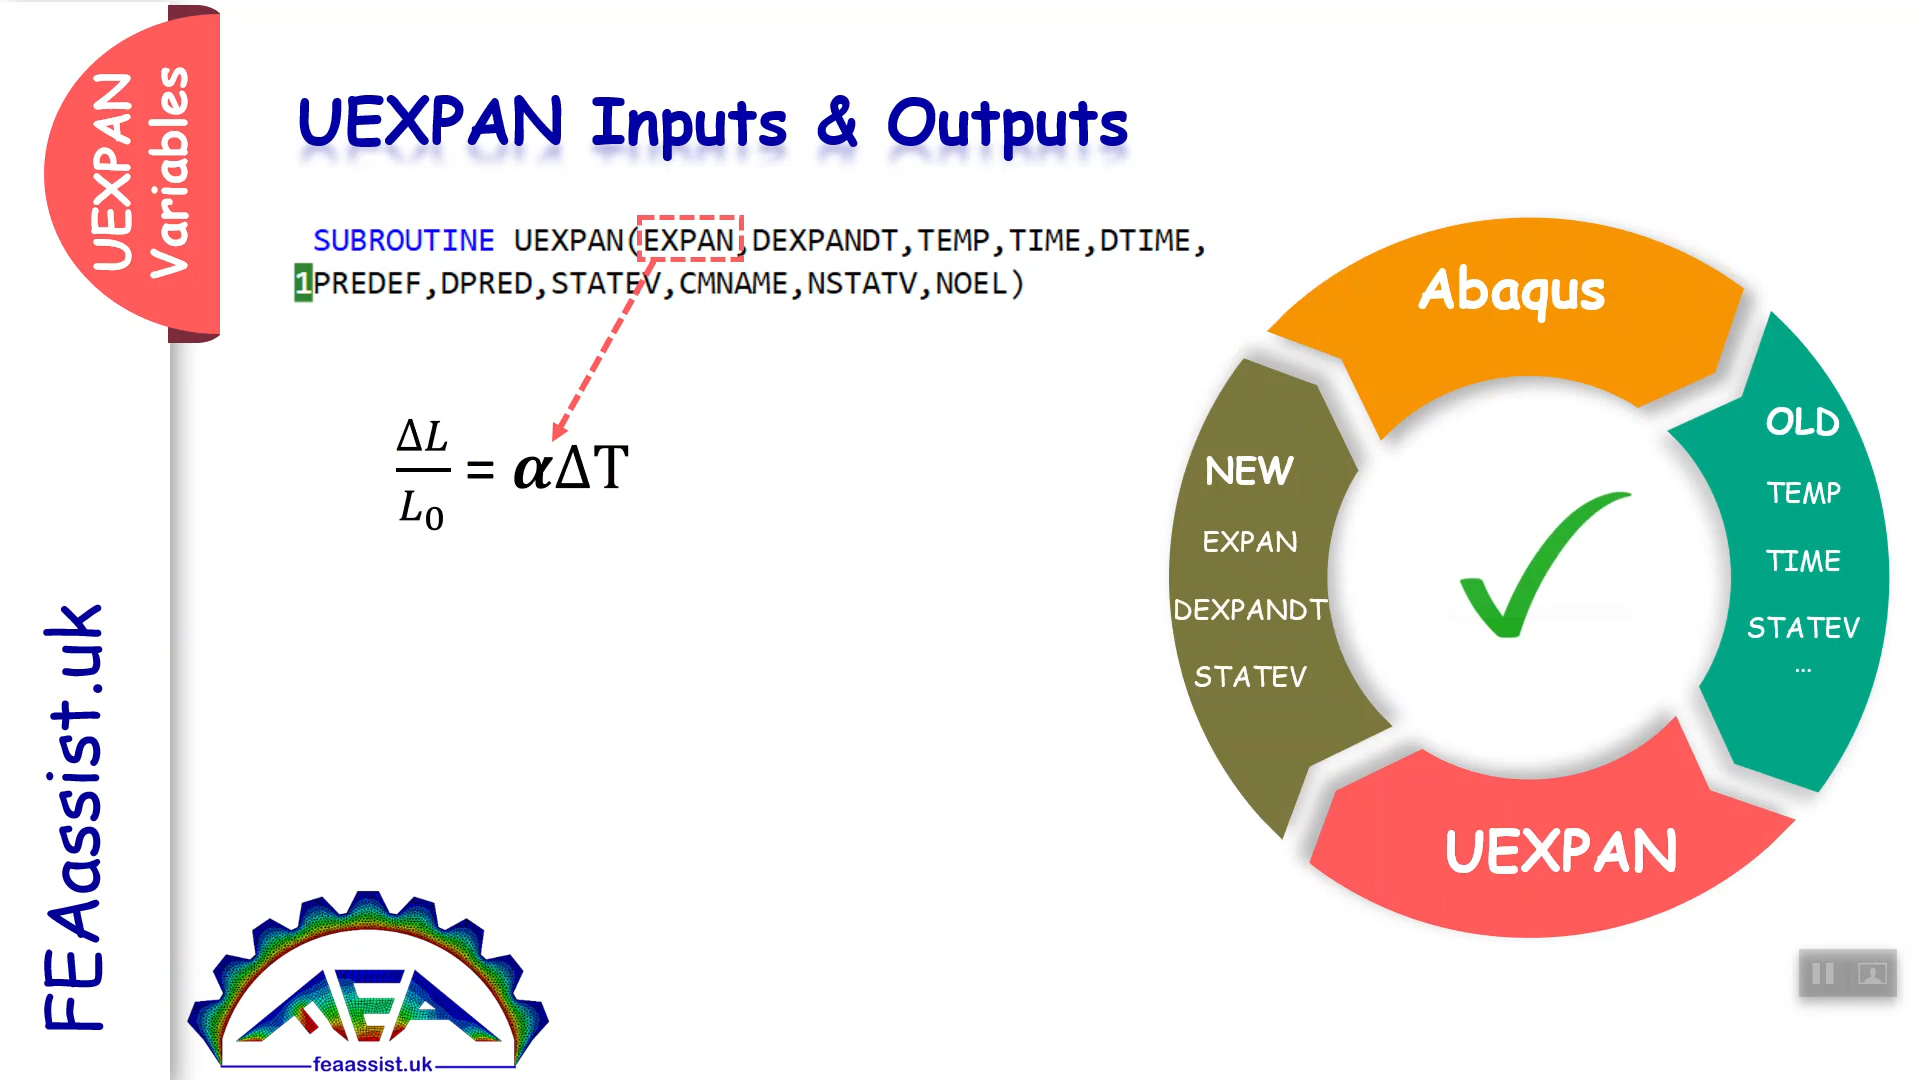 UEXPAN
Variables
UEXPAN Inputs & Outputs
SUBROUTINE UEXPAN(EXPAN,DEXPANDT,TEMP,TIME,DTIME,
1PREDEF,DPRED,STATEV,CMNAME,NSTATV,NOEL)
ΔL/L₀ = αΔT
Abaqus
OLD
TEMP
TIME
STATEV
...
UEXPAN
NEW
EXPAN
DEXPANDT
STATEV
FEAassist.uk
FEA
feaassist.uk